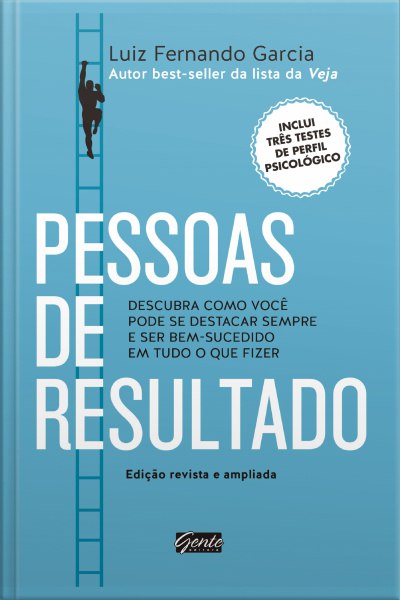 Luiz Fernando Garcia
Autor best-seller da lista da Veja
INCLUI
TRÊS TESTES
DE PERFIL
PSICOLÓGICO
PESSOAS
DESCUBRA COMO VOCÊ
PODE SE DESTACAR SEMPRE
E SER BEM-SUCEDIDO
EM TUDO O QUE FIZER
DE
RESULTADO
Edição revista e ampliada
Gente
editora